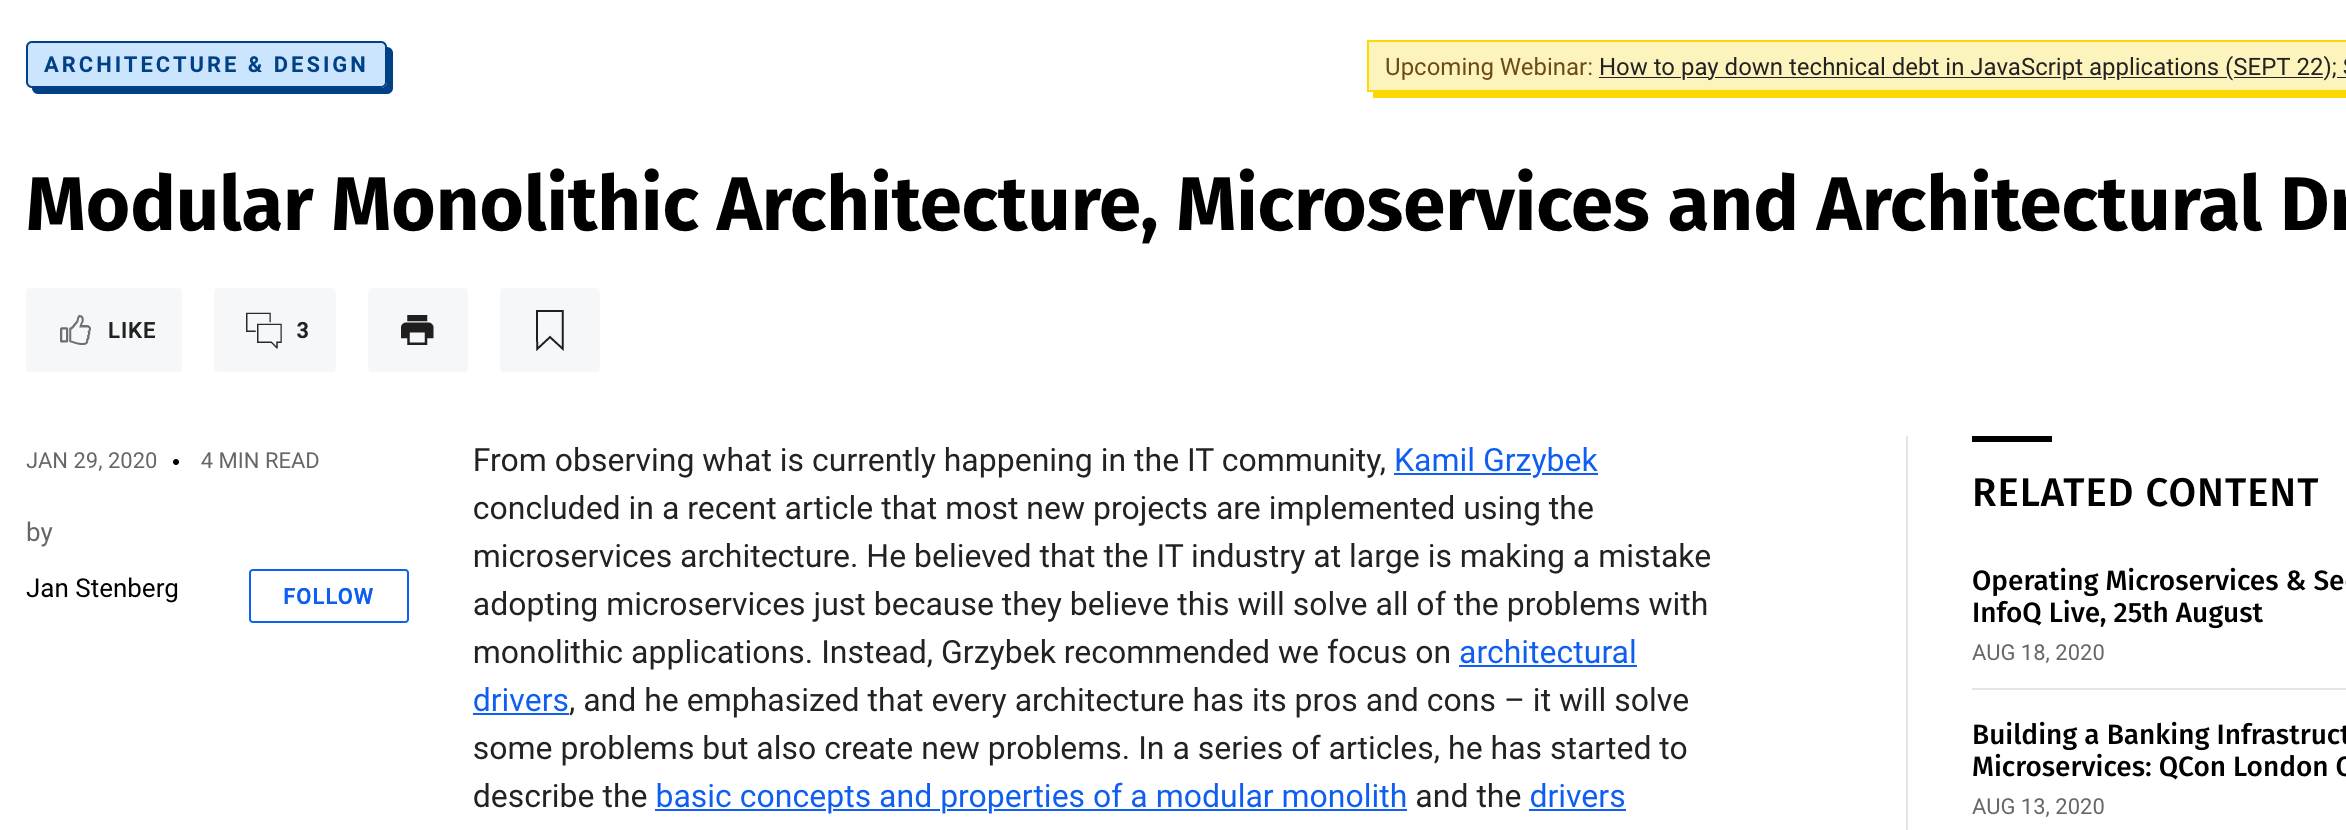 ARCHITECTURE & DESIGN
Upcoming Webinar: How to pay down technical debt in JavaScript applications (SEPT 22);
Modular Monolithic Architecture, Microservices and Architectural
LIKE
3
JAN 29, 2020 • 4 MIN READ
by
Jan Stenberg
FOLLOW
From observing what is currently happening in the IT community, Kamil Grzybek
concluded in a recent article that most new projects are implemented using the
microservices architecture. He believed that the IT industry at large is making a mistake
adopting microservices just because they believe this will solve all of the problems with
monolithic applications. Instead, Grzybek recommended we focus on architectural
drivers, and he emphasized that every architecture has its pros and cons – it will solve
some problems but also create new problems. In a series of articles, he has started to
describe the basic concepts and properties of a modular monolith and the drivers
RELATED CONTENT
Operating Microservices &
InfoQ Live, 25th August
AUG 18, 2020
Building a Banking
Microservices: QCon London
AUG 13, 2020